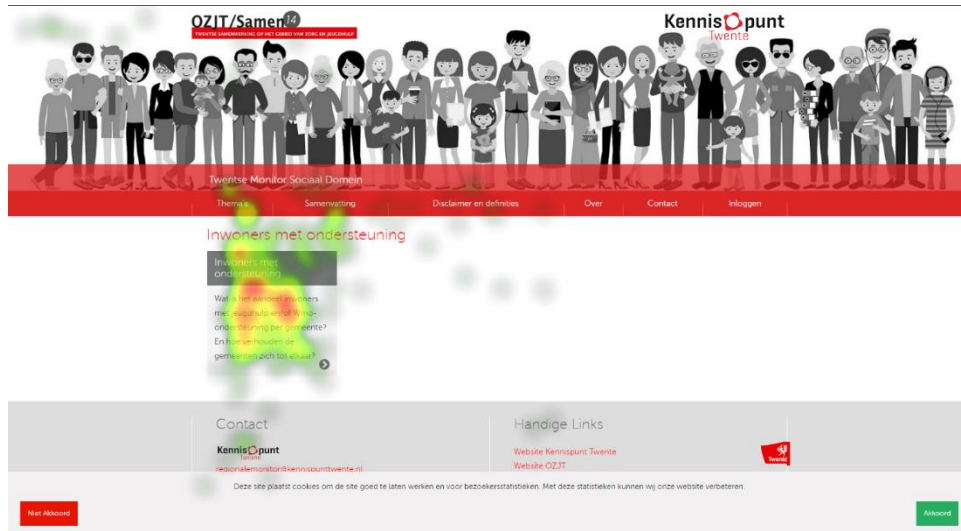 OZJT/Samen14
TWENTSE SAMENWERKING OP HET GEBIED VAN ZORG EN JEUGDHULP
Kennispunt
Twente
Twentse Monitor Sociaal Domein
Thema's Samenvatting Disclaimer en definities Over Contact Inloggen
Inwoners met ondersteuning
Inwoners met
ondersteuning
Wat is het aandeel inwoners
met jeugdhulp en/of Wmo-
ondersteuning per gemeente?
En hoe verhouden de
gemeenten zich tot elkaar?
Contact
Kennispunt
Twente
regionalemonitor@kennispunttwente.nl
Handige Links
Website Kennispunt Twente
Website OZJT
Twente
Deze site plaatst cookies om de site goed te laten werken en voor bezoekersstatistieken. Met deze statistieken kunnen wij onze website verbeteren.
Niet Akkoord
Akkoord